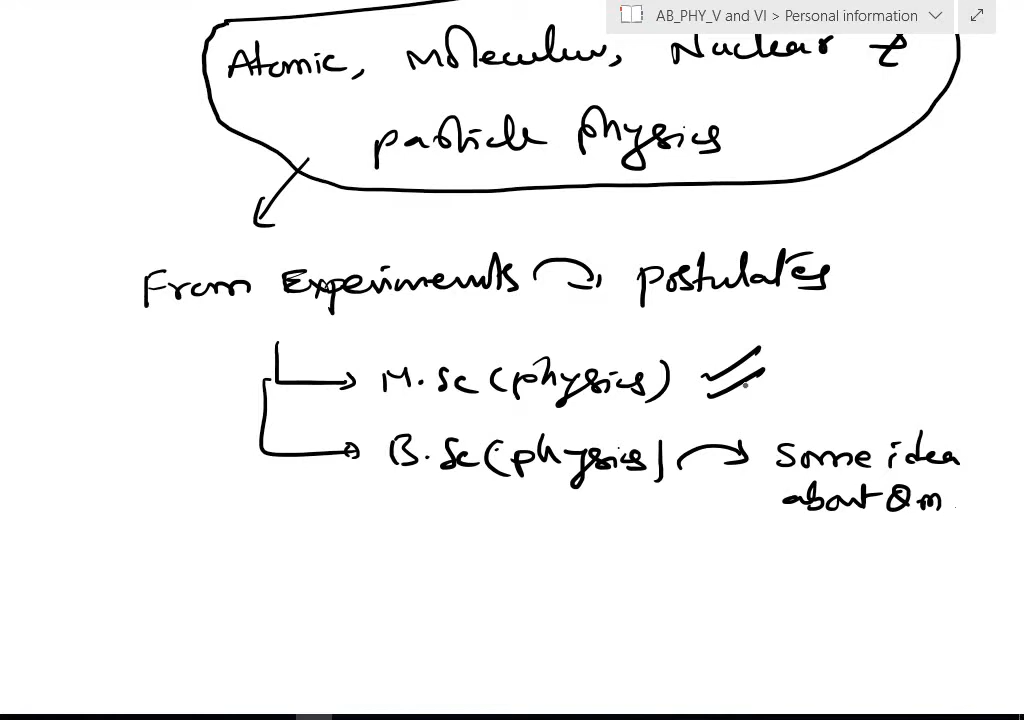 AB_PHY_V and VI > Personal information
Atomic, Molecular, Nuclear &
particle physics
From Experiments → postulates
→ M.Sc (physics)
→ B.Sc (physics) → Some idea
about Qm